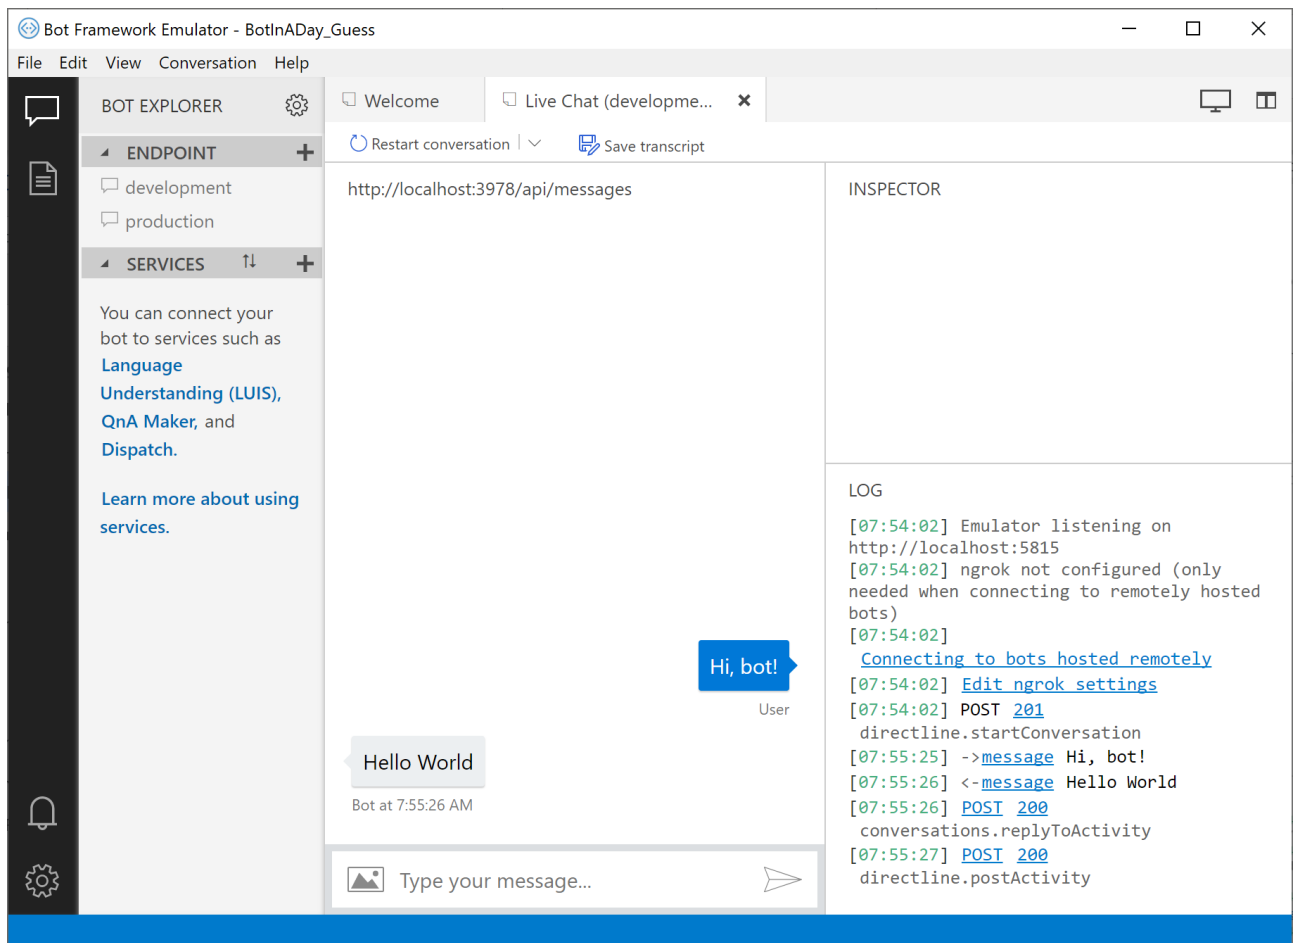 Bot Framework Emulator - BotInADay_Guess
File Edit View Conversation Help
BOT EXPLORER
ENDPOINT
development
production
SERVICES
You can connect your
bot to services such as
Language
Understanding (LUIS),
QnA Maker, and
Dispatch.
Learn more about using
services.
Welcome
Live Chat (developme...
Restart conversation
Save transcript
http://localhost:3978/api/messages
Hi, bot!
User
Hello World
Bot at 7:55:26 AM
Type your message...
INSPECTOR
LOG
[07:54:02] Emulator listening on
http://localhost:5815
[07:54:02] ngrok not configured (only
needed when connecting to remotely hosted
bots)
[07:54:02]
Connecting to bots hosted remotely
[07:54:02] Edit ngrok settings
[07:54:02] POST 201
directline.startConversation
[07:55:25] ->message Hi, bot!
[07:55:26] <-message Hello World
[07:55:26] POST 200
conversations.replyToActivity
[07:55:27] POST 200
directline.postActivity